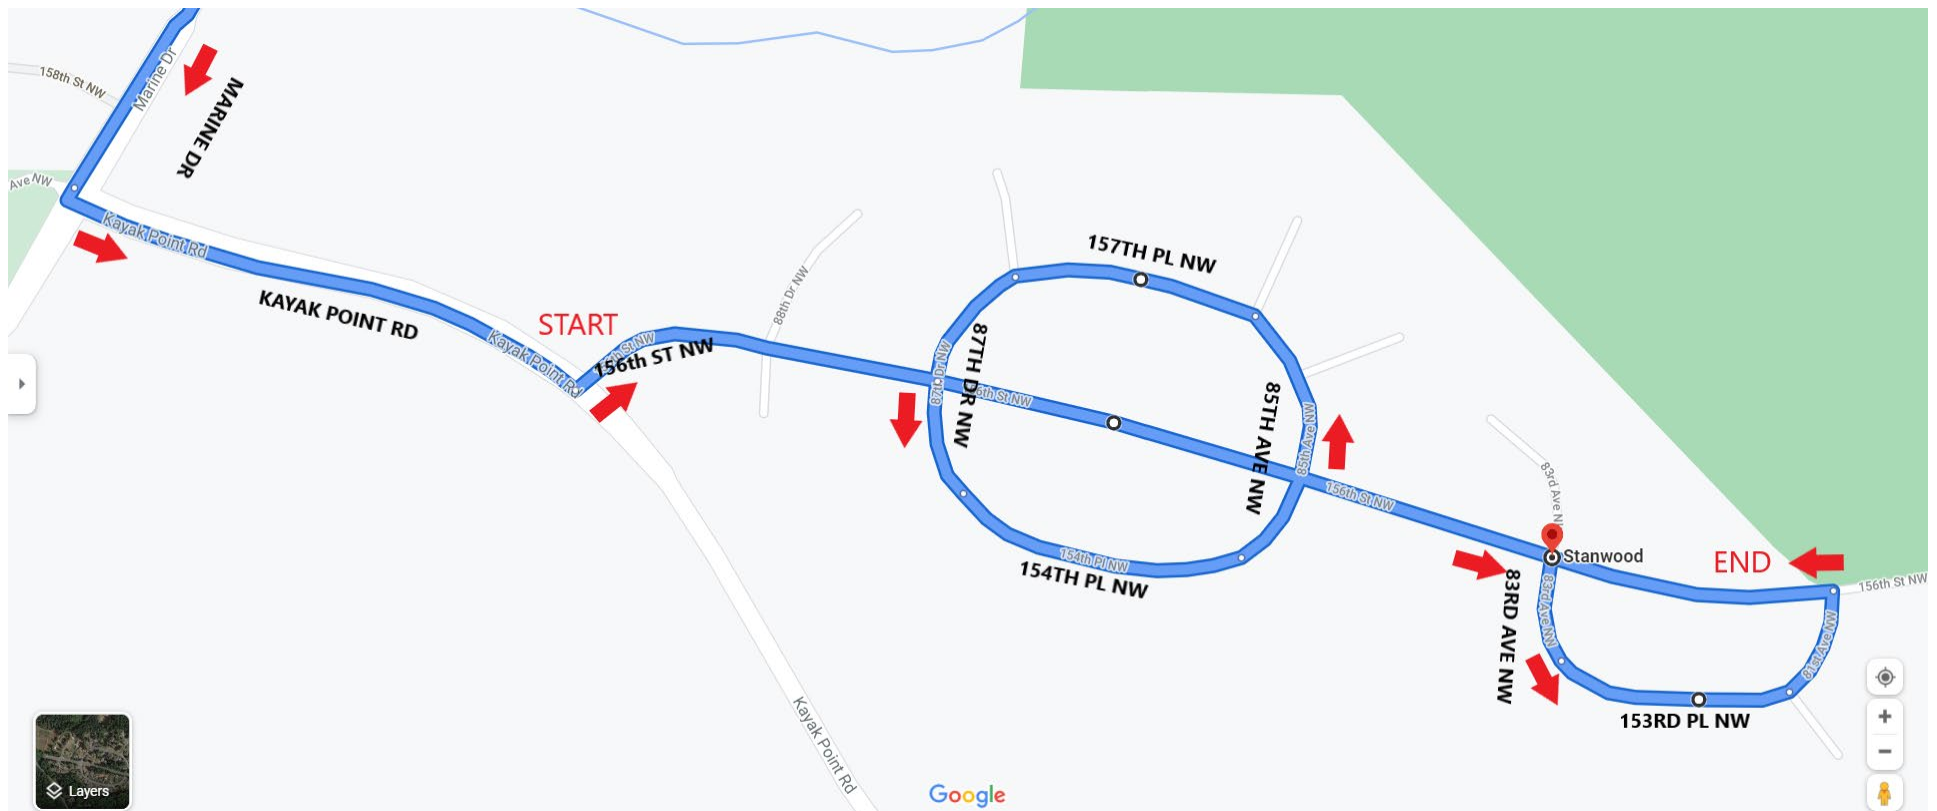 158th St NW
Marine Dr
MARINE DR
Ave NW
Kayak Point Rd
KAYAK POINT RD
START
Kayak Point Rd
St NW
156th ST NW
88th Dr NW
157TH PL NW
87th Dr NW
87TH DR NW
6th St NW
85TH AVE NW
85th Ave NW
156th St NW
83rd Ave N
154th Pl NW
154TH PL NW
Stanwood
END
156th St NW
83rd Ave NW
83RD AVE NW
81st Ave NW
153RD PL NW
Kayak Point Rd
Layers
Google